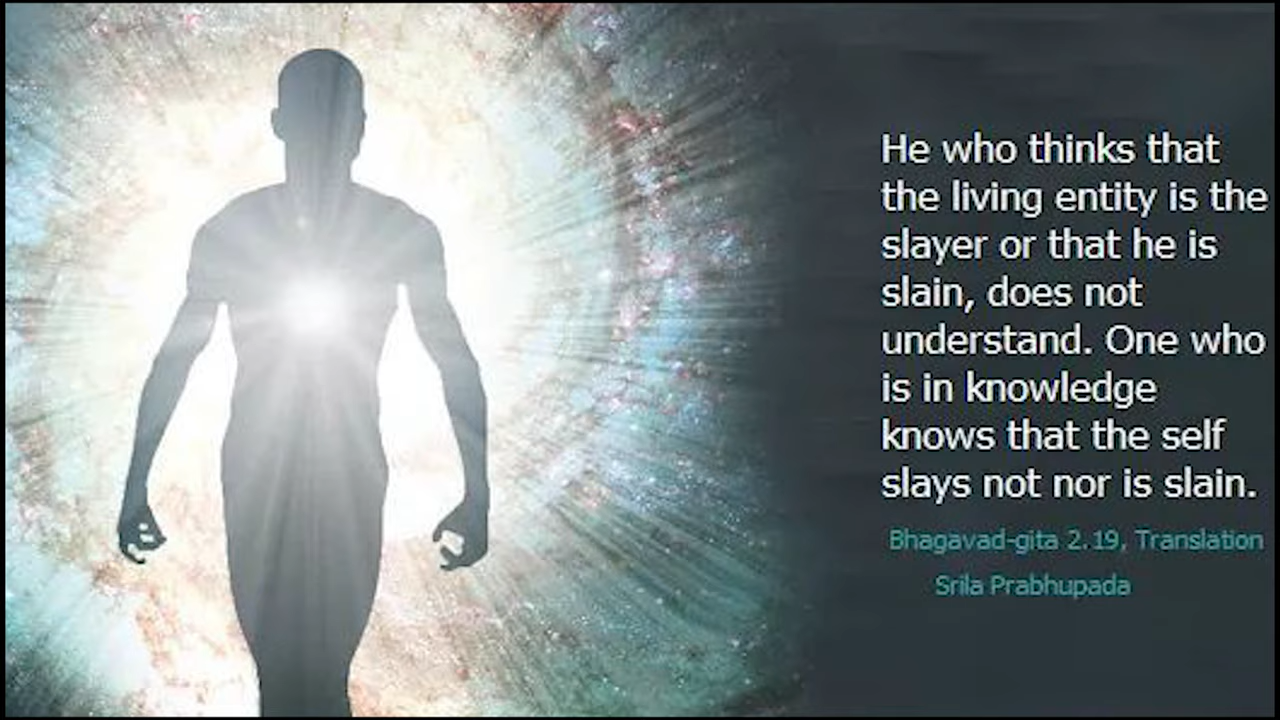 He who thinks that
the living entity is the
slayer or that he is
slain, does not
understand. One who
is in knowledge
knows that the self
slays not nor is slain.
Bhagavad-gita 2.19, Translation
Srila Prabhupada